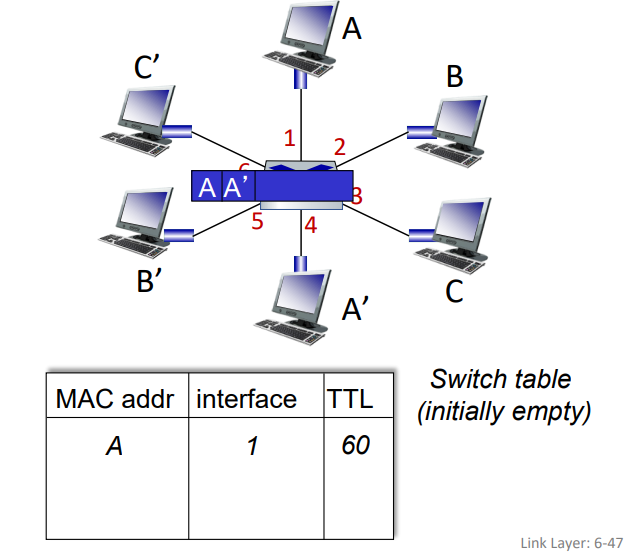 A
C’
B
1
2
6
A A’
3
5
4
B’
C
A’
MAC addr interface TTL
A 1 60
Switch table
(initially empty)
Link Layer: 6-47